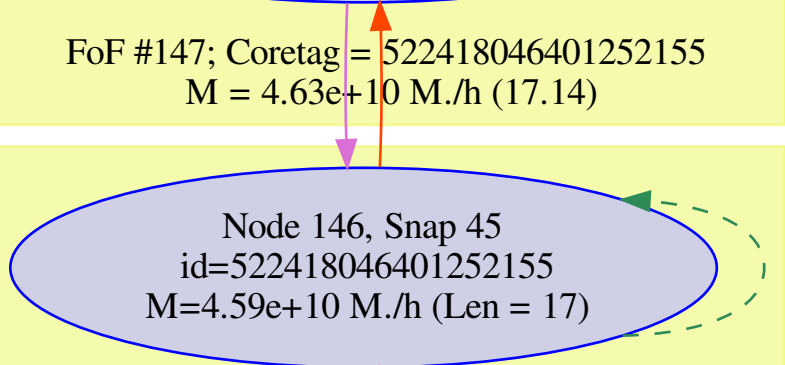 FoF #147; Coretag = 522418046401252155
M = 4.63e+10 M./h (17.14)
Node 146, Snap 45
id=522418046401252155
M=4.59e+10 M./h (Len = 17)